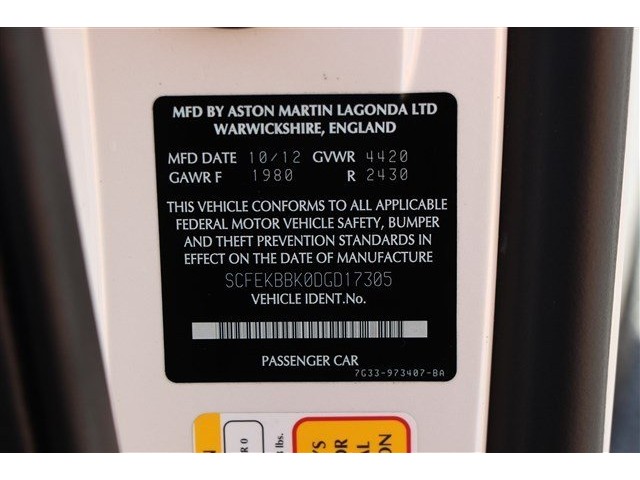 MFD BY ASTON MARTIN LAGONDA LTD
WARWICKSHIRE, ENGLAND
MFD DATE 10/12 GVWR 4420
GAWR F 1980 R 2430
THIS VEHICLE CONFORMS TO ALL APPLICABLE
FEDERAL MOTOR VEHICLE SAFETY, BUMPER
AND THEFT PREVENTION STANDARDS IN
EFFECT ON THE DATE OF MANUFACTURE
SCFEKBBK0DGD17305
VEHICLE IDENT.No.
PASSENGER CAR
7G33-973407-BA
R 0
lbs.